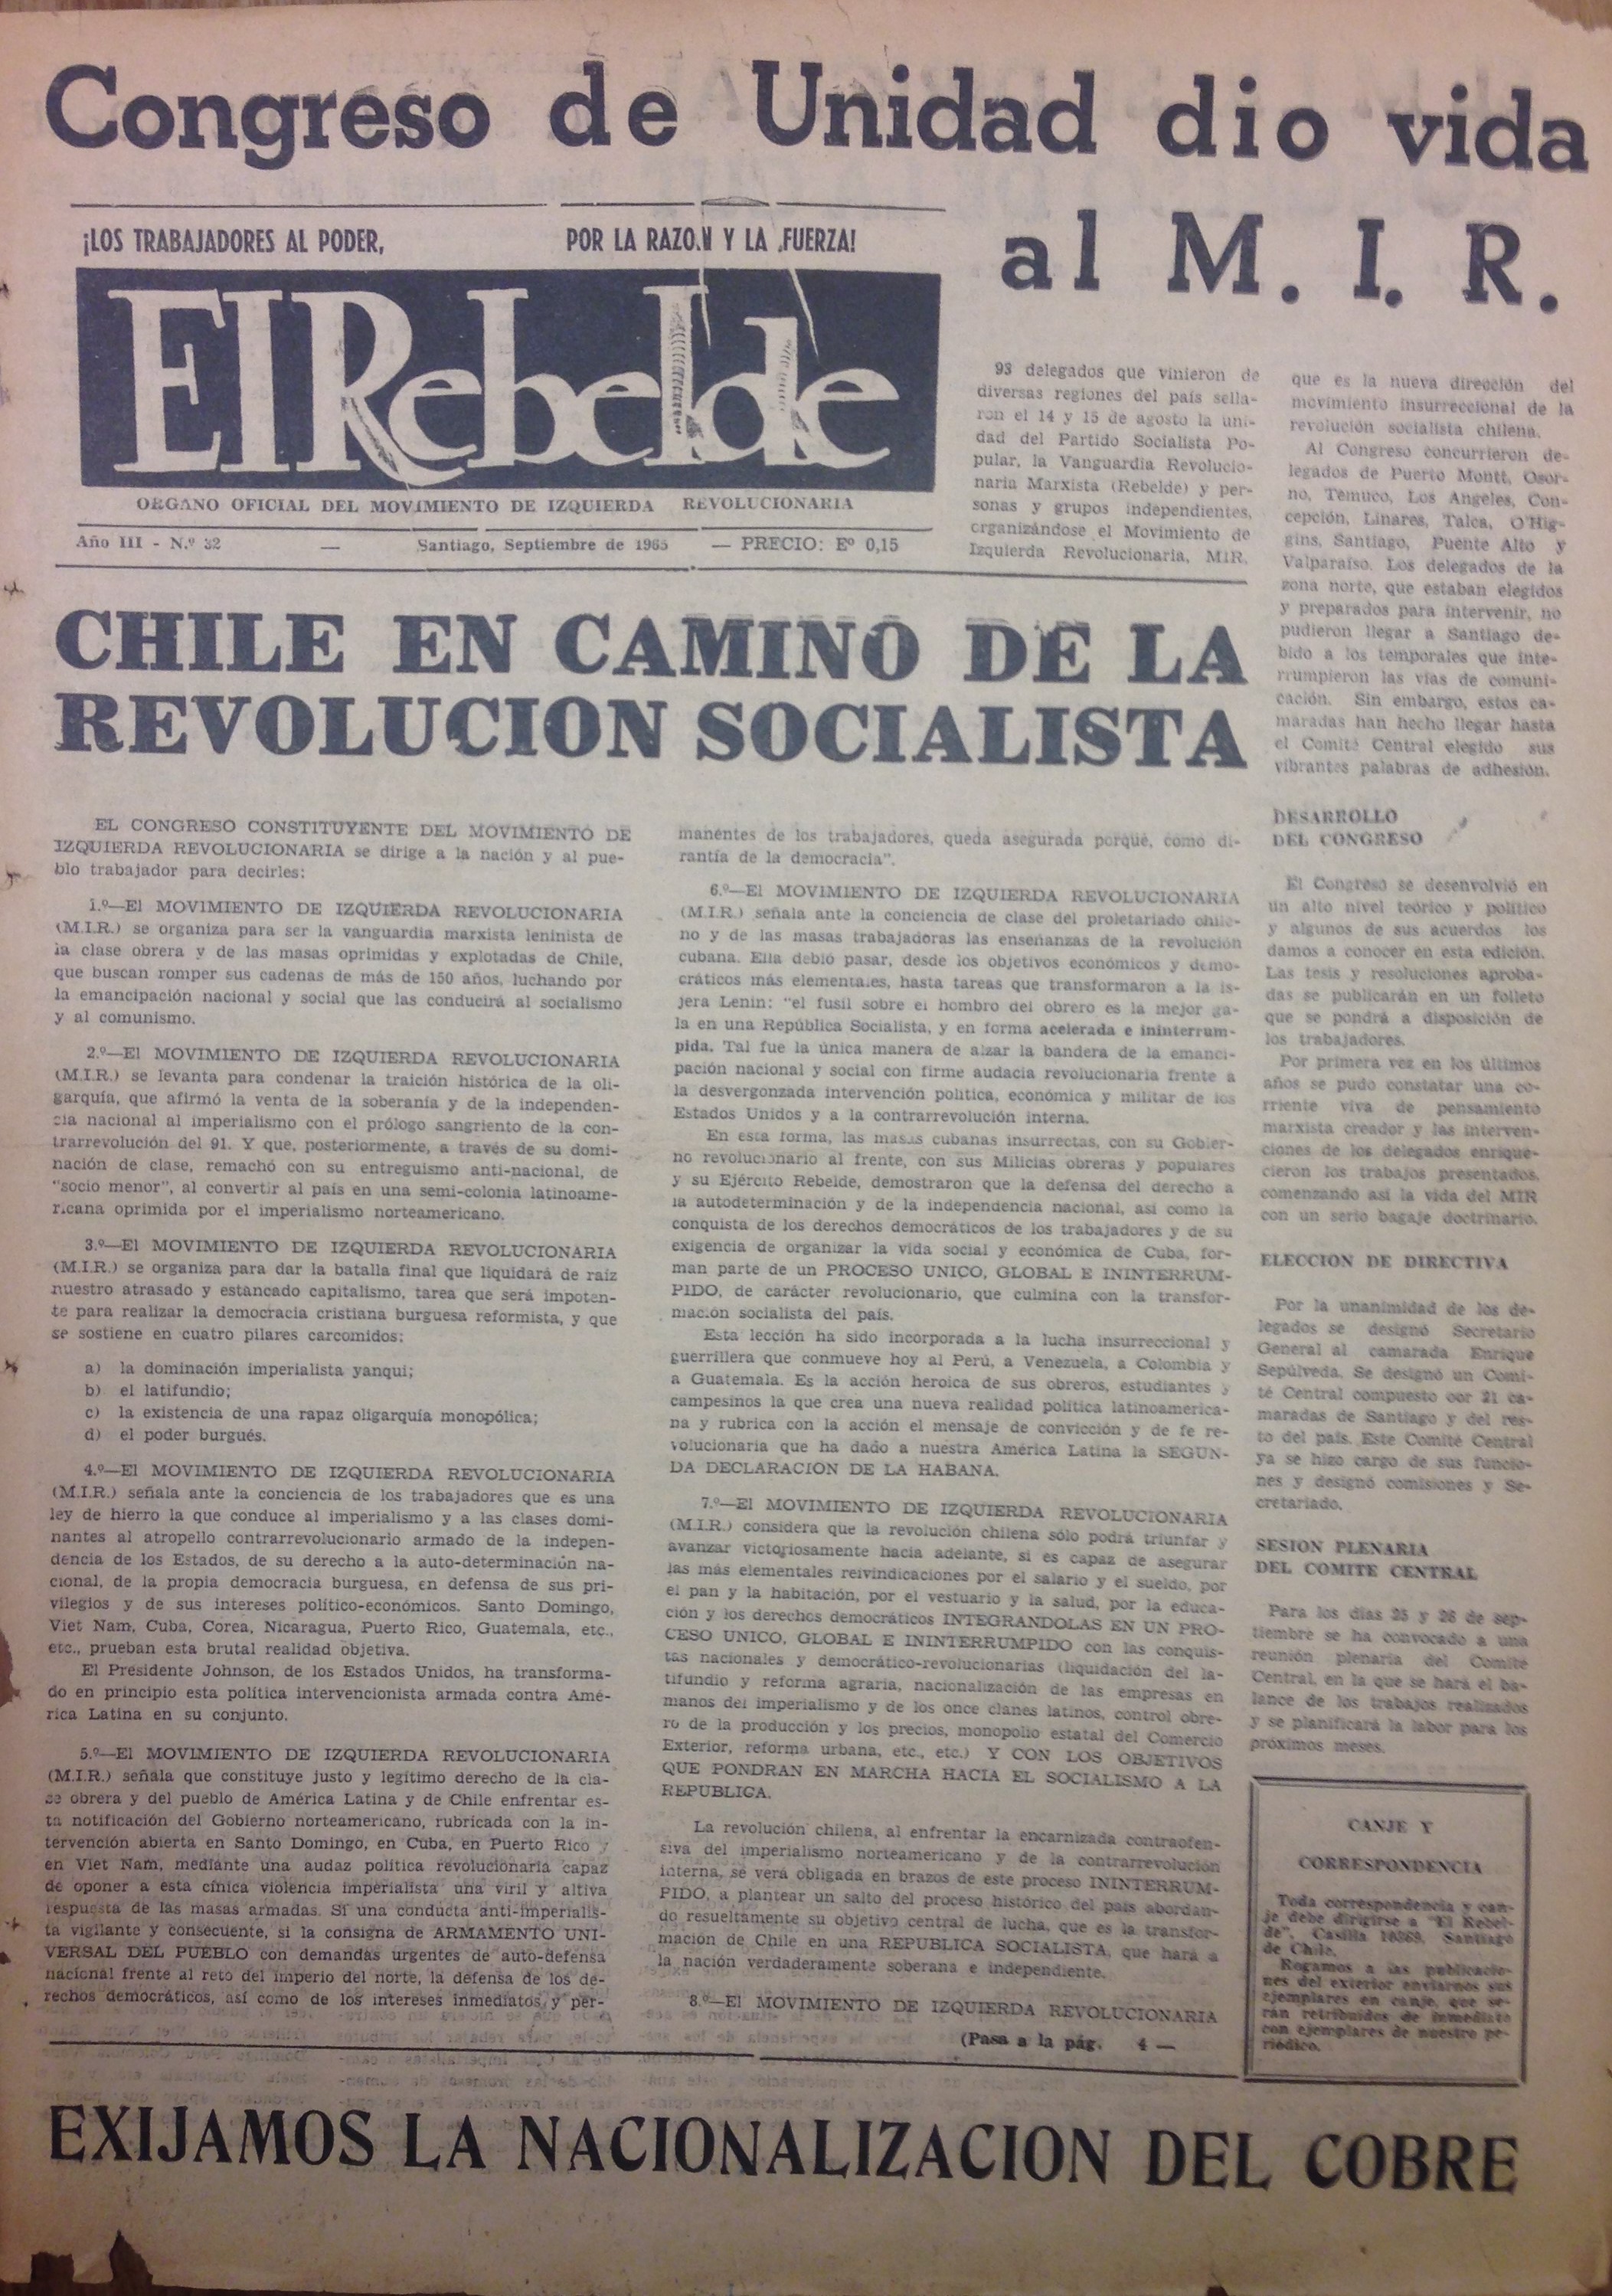 Congreso de Unidad dio vida
al M. I. R.
¡LOS TRABAJADORES AL PODER, POR LA RAZON Y LA FUERZA!
El Rebelde
ORGANO OFICIAL DEL MOVIMIENTO DE IZQUIERDA REVOLUCIONARIA
Año III - N.º 32 — Santiago, Septiembre de 1965 — PRECIO: Eº 0,15
93 delegados que vinieron de
diversas regiones del país sella-
ron el 14 y 15 de agosto la uni-
dad del Partido Socialista Po-
pular, la Vanguardia Revolucio-
naria Marxista (Rebelde) y per-
sonas y grupos independientes,
organizándose el Movimiento de
Izquierda Revolucionaria, MIR,
que es la nueva dirección del
movimiento insurreccional de la
revolución socialista chilena.
Al Congreso concurrieron de-
legados de Puerto Montt, Osor-
no, Temuco, Los Angeles, Con-
cepción, Linares, Talca, O'Hig-
gins, Santiago, Puente Alto y
Valparaíso. Los delegados de la
zona norte, que estaban elegidos
y preparados para intervenir, no
pudieron llegar a Santiago de-
bido a los temporales que inte-
rrumpieron las vías de comuni-
cación. Sin embargo, estos ca-
maradas han hecho llegar hasta
el Comité Central elegido sus
vibrantes palabras de adhesión.
DESARROLLO
DEL CONGRESO
El Congreso se desenvolvió en
un alto nivel teórico y político
y algunos de sus acuerdos los
damos a conocer en esta edición.
Las tesis y resoluciones aproba-
das se publicarán en un folleto
que se pondrá a disposición de
los trabajadores.
Por primera vez en los últimos
años se pudo constatar una co-
rriente viva de pensamiento
marxista creador y las interven-
ciones de los delegados enrique-
cieron los trabajos presentados,
comenzando así la vida del MIR
con un serio bagaje doctrinario.
ELECCION DE DIRECTIVA
Por la unanimidad de los de-
legados se designó Secretario
General al camarada Enrique
Sepúlveda. Se designó un Comi-
té Central compuesto oor 21 ca-
maradas de Santiago y del res-
to del país. Este Comité Central
ya se hizo cargo de sus funcio-
nes y designó comisiones y Se-
cretariado.
SESION PLENARIA
DEL COMITE CENTRAL
Para los días 25 y 26 de sep-
tiembre se ha convocado a una
reunión plenaria del Comité
Central, en la que se hará el ba-
lance de los trabajos realizados
y se planificará la labor para los
próximos meses.
CHILE EN CAMINO DE LA
REVOLUCION SOCIALISTA
EL CONGRESO CONSTITUYENTE DEL MOVIMIENTO DE
IZQUIERDA REVOLUCIONARIA se dirige a la nación y al pue-
blo trabajador para decirles:
1.º—El MOVIMIENTO DE IZQUIERDA REVOLUCIONARIA
(M.I.R.) se organiza para ser la vanguardia marxista leninista de
la clase obrera y de las masas oprimidas y explotadas de Chile,
que buscan romper sus cadenas de más de 150 años, luchando por
la emancipación nacional y social que las conducirá al socialismo
y al comunismo.
2.º—El MOVIMIENTO DE IZQUIERDA REVOLUCIONARIA
(M.I.R.) se levanta para condenar la traición histórica de la oli-
garquía, que afirmó la venta de la soberanía y de la independen-
cia nacional al imperialismo con el prólogo sangriento de la con-
trarrevolución del 91. Y que, posteriormente, a través de su domi-
nación de clase, remachó con su entreguismo anti-nacional, de
"socio menor", al convertir al país en una semi-colonia latinoame-
ricana oprimida por el imperialismo norteamericano.
3.º—El MOVIMIENTO DE IZQUIERDA REVOLUCIONARIA
(M.I.R.) se organiza para dar la batalla final que liquidará de raíz
nuestro atrasado y estancado capitalismo, tarea que será impoten-
te para realizar la democracia cristiana burguesa reformista, y que
se sostiene en cuatro pilares carcomidos:
a) la dominación imperialista yanqui;
b) el latifundio;
c) la existencia de una rapaz oligarquía monopólica;
d) el poder burgués.
4.º—El MOVIMIENTO DE IZQUIERDA REVOLUCIONARIA
(M.I.R.) señala ante la conciencia de los trabajadores que es una
ley de hierro la que conduce al imperialismo y a las clases domi-
nantes al atropello contrarrevolucionario armado de la indepen-
dencia de los Estados, de su derecho a la auto-determinación na-
cional, de la propia democracia burguesa, en defensa de sus pri-
vilegios y de sus intereses político-económicos. Santo Domingo,
Viet Nam, Cuba, Corea, Nicaragua, Puerto Rico, Guatemala, etc.,
etc., prueban esta brutal realidad objetiva.
El Presidente Johnson, de los Estados Unidos, ha transforma-
do en principio esta política intervencionista armada contra Amé-
rica Latina en su conjunto.
5.º—El MOVIMIENTO DE IZQUIERDA REVOLUCIONARIA
(M.I.R.) señala que constituye justo y legítimo derecho de la cla-
se obrera y del pueblo de América Latina y de Chile enfrentar es-
ta notificación del Gobierno norteamericano, rubricada con la in-
tervención abierta en Santo Domingo, en Cuba, en Puerto Rico y
en Viet Nam, mediante una audaz política revolucionaria capaz
de oponer a esta cínica violencia imperialista una viril y altiva
respuesta de las masas armadas. Si una conducta anti-imperialis-
ta vigilante y consecuente, si la consigna de ARMAMENTO UNI-
VERSAL DEL PUEBLO con demandas urgentes de auto-defensa
nacional frente al reto del imperio del norte, la defensa de los de-
rechos democráticos, así como de los intereses inmediatos y per-
manentes de los trabajadores, queda asegurada porque, como di-
rantía de la democracia".
6.º—El MOVIMIENTO DE IZQUIERDA REVOLUCIONARIA
(M.I.R.) señala ante la conciencia de clase del proletariado chile-
no y de las masas trabajadoras las enseñanzas de la revolución
cubana. Ella debió pasar, desde los objetivos económicos y demo-
cráticos más elementales, hasta tareas que transformaron a la is-
jera Lenin: "el fusil sobre el hombro del obrero es la mejor ga-
la en una República Socialista, y en forma acelerada e ininterrum-
pida. Tal fue la única manera de alzar la bandera de la emanci-
pación nacional y social con firme audacia revolucionaria frente a
la desvergonzada intervención política, económica y militar de los
Estados Unidos y a la contrarrevolución interna.
En esta forma, las masas cubanas insurrectas, con su Gobier-
no revolucionario al frente, con sus Milicias obreras y populares
y su Ejército Rebelde, demostraron que la defensa del derecho a
la autodeterminación y de la independencia nacional, así como la
conquista de los derechos democráticos de los trabajadores y de su
exigencia de organizar la vida social y económica de Cuba, for-
man parte de un PROCESO UNICO, GLOBAL E ININTERRUM-
PIDO, de carácter revolucionario, que culmina con la transfor-
mación socialista del país.
Esta lección ha sido incorporada a la lucha insurreccional y
guerrillera que conmueve hoy al Perú, a Venezuela, a Colombia y
a Guatemala. Es la acción heroica de sus obreros, estudiantes y
campesinos la que crea una nueva realidad política latinoamerica-
na y rubrica con la acción el mensaje de convicción y de fe re-
volucionaria que ha dado a nuestra América Latina la SEGUN-
DA DECLARACION DE LA HABANA.
7.º—El MOVIMIENTO DE IZQUIERDA REVOLUCIONARIA
(M.I.R.) considera que la revolución chilena sólo podrá triunfar y
avanzar victoriosamente hacia adelante, si es capaz de asegurar
las más elementales reivindicaciones por el salario y el sueldo, por
el pan y la habitación, por el vestuario y la salud, por la educa-
ción y los derechos democráticos INTEGRANDOLAS EN UN PRO-
CESO UNICO, GLOBAL E ININTERRUMPIDO con las conquis-
tas nacionales y democrático-revolucionarias (liquidación del la-
tifundio y reforma agraria, nacionalización de las empresas en
manos del imperialismo y de los once clanes latinos, control obre-
ro de la producción y los precios, monopolio estatal del Comercio
Exterior, reforma urbana, etc., etc.) Y CON LOS OBJETIVOS
QUE PONDRAN EN MARCHA HACIA EL SOCIALISMO A LA
REPUBLICA.
La revolución chilena, al enfrentar la encarnizada contraofen-
siva del imperialismo norteamericano y de la contrarrevolución
interna, se verá obligada en brazos de este proceso ININTERRUM-
PIDO, a plantear un salto del proceso histórico del país abordan-
do resueltamente su objetivo central de lucha, que es la transfor-
mación de Chile en una REPUBLICA SOCIALISTA, que hará a
la nación verdaderamente soberana e independiente.
8.º—El MOVIMIENTO DE IZQUIERDA REVOLUCIONARIA
(Pasa a la pág. 4 —
CANJE Y
CORRESPONDENCIA
Toda correspondencia y can-
je debe dirigirse a "El Rebel-
de", Casilla Santiago
de Chile.
Rogamos a las publicacio-
nes del exterior enviarnos sus
ejemplares en canje, que se-
rán retribuidos de inmediato
con ejemplares de nuestro pe-
riódico.
EXIJAMOS LA NACIONALIZACION DEL COBRE